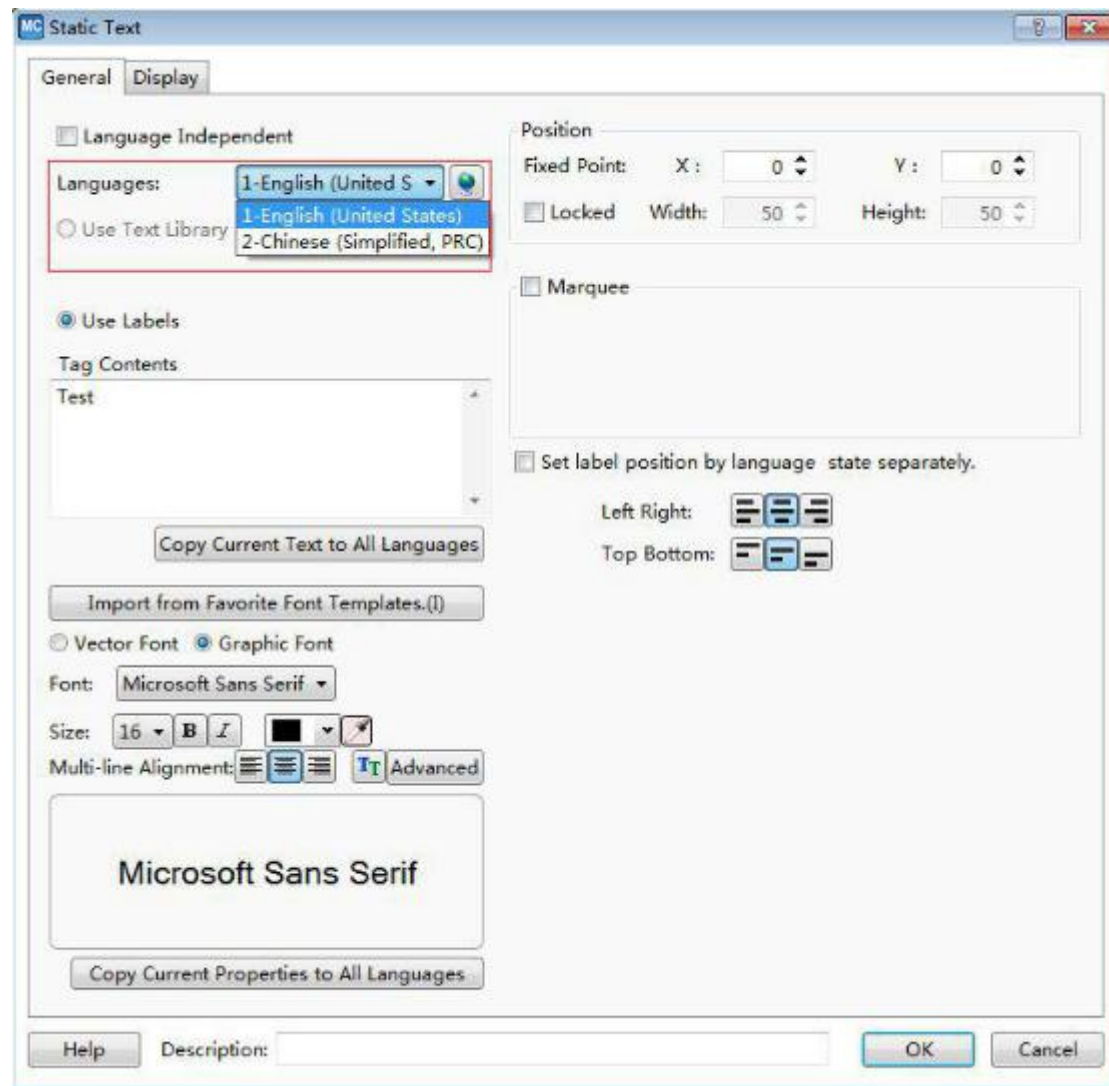 MC Static Text
General Display
Language Independent
Languages: 1-English (United S
1-English (United States)
2-Chinese (Simplified, PRC)
Use Text Library
Use Labels
Tag Contents
Test
Copy Current Text to All Languages
Import from Favorite Font Templates.(I)
Vector Font Graphic Font
Font: Microsoft Sans Serif
Size: 16 B I
Multi-line Alignment: TT Advanced
Microsoft Sans Serif
Copy Current Properties to All Languages
Position
Fixed Point: X : 0 Y : 0
Locked Width: 50 Height: 50
Marquee
Set label position by language state separately.
Left Right:
Top Bottom:
Help Description: OK Cancel